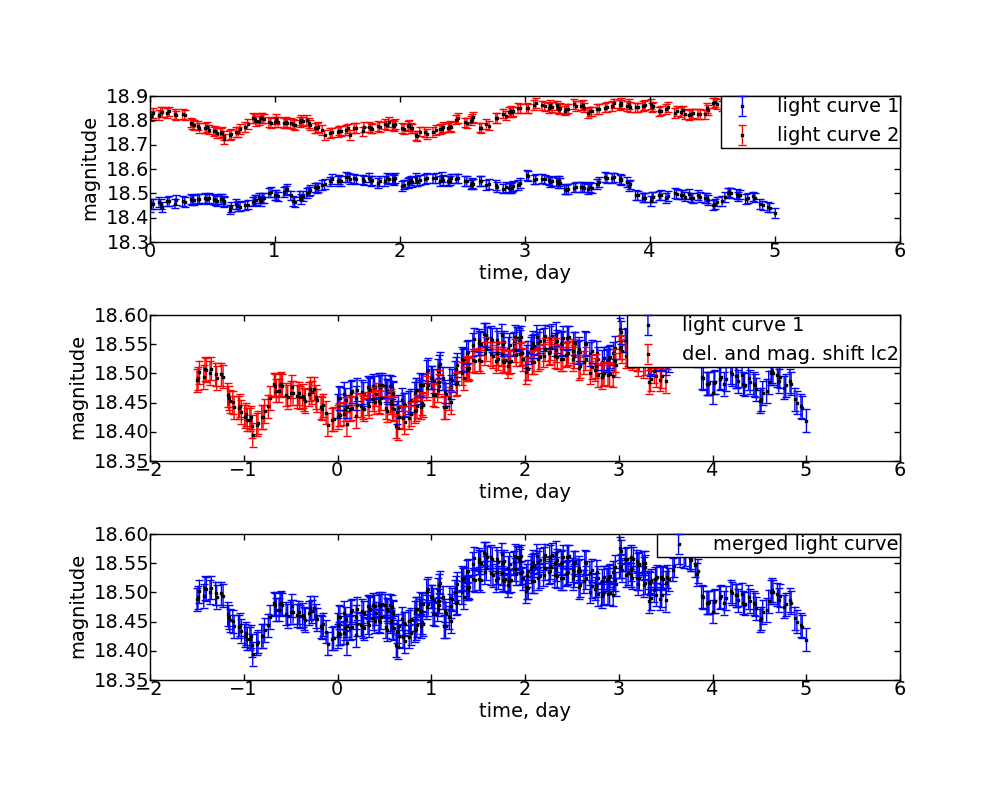 18.9
18.8
18.7
18.6
18.5
18.4
18.3
magnitude
light curve 1
light curve 2
0 1 2 3 4 5 6
time, day
18.60
18.55
18.50
18.45
18.40
18.35
magnitude
light curve 1
del. and mag. shift lc2
−2 −1 0 1 2 3 4 5 6
time, day
18.60
18.55
18.50
18.45
18.40
18.35
magnitude
merged light curve
−2 −1 0 1 2 3 4 5 6
time, day